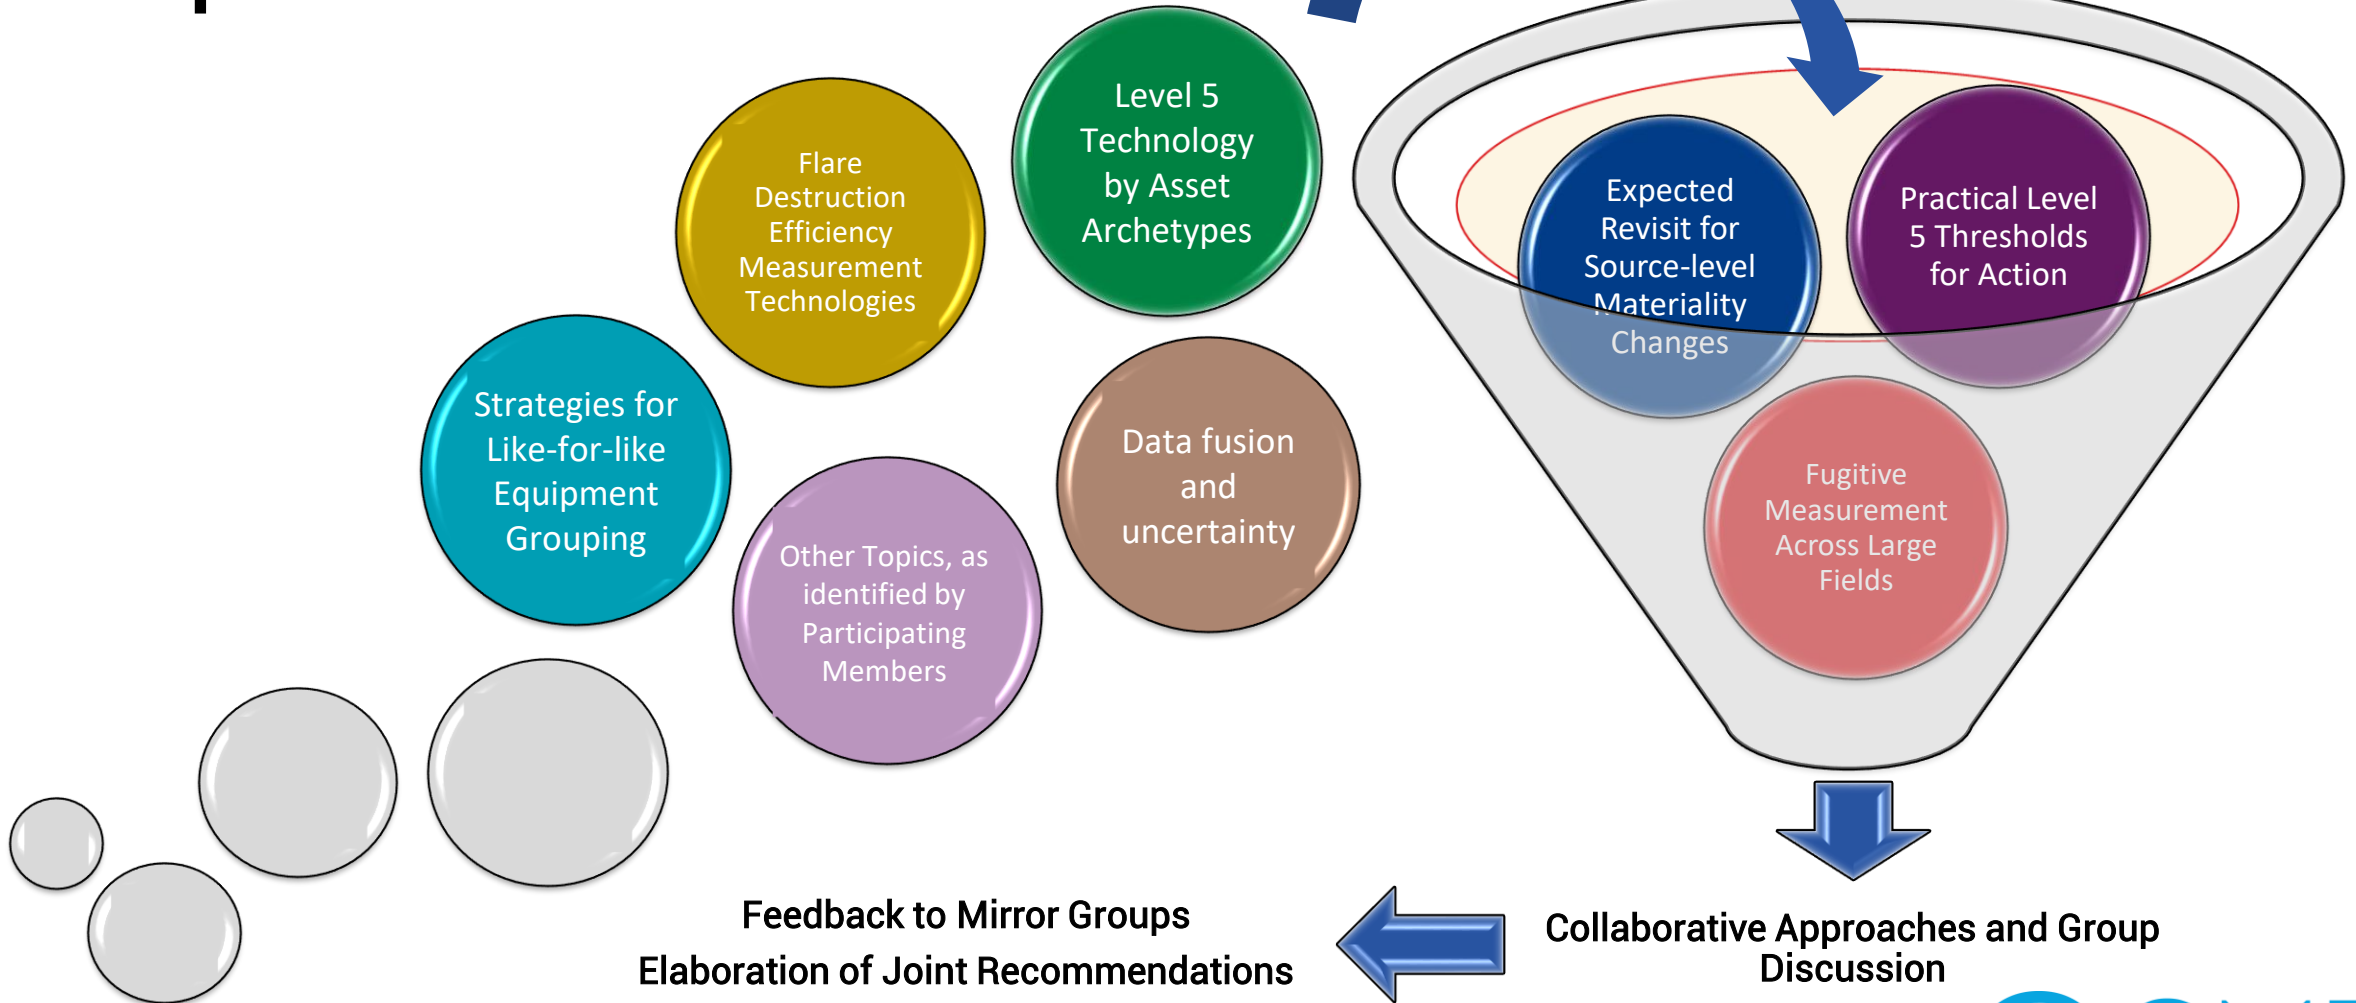 Level 5
Technology
by Asset
Archetypes
Flare
Destruction
Efficiency
Measurement
Technologies
Expected
Revisit for
Source-level
Materiality
Changes
Practical Level
5 Thresholds
for Action
Strategies for
Like-for-like
Equipment
Grouping
Data fusion
and
uncertainty
Other Topics, as
identified by
Participating
Members
Fugitive
Measurement
Across Large
Fields
Feedback to Mirror Groups
Elaboration of Joint Recommendations
Collaborative Approaches and Group
Discussion